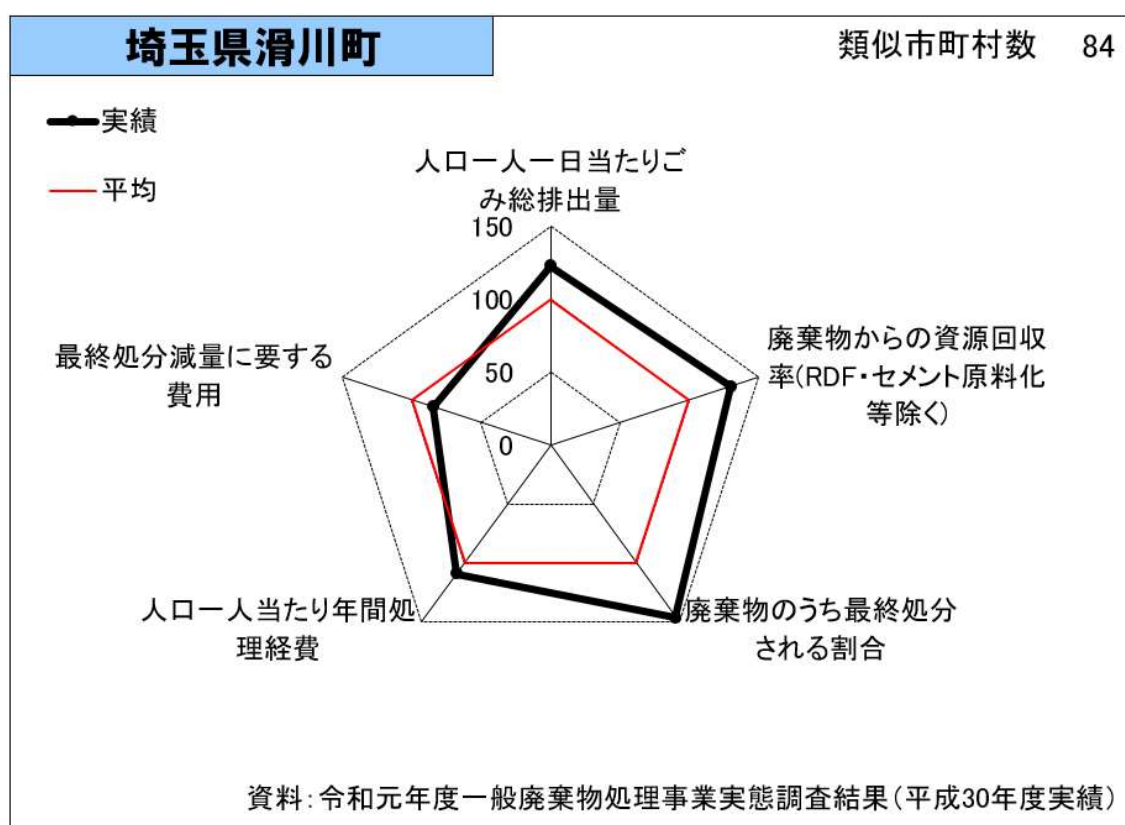 埼玉県滑川町
類似市町村数 84
実績
平均
人口一人一日当たりご
み総排出量
150
100
50
0
廃棄物からの資源回収
率(RDF・セメント原料化
等除く)
最終処分減量に要する
費用
人口一人当たり年間処
理経費
廃棄物のうち最終処分
される割合
資料:令和元年度一般廃棄物処理事業実態調査結果(平成30年度実績)